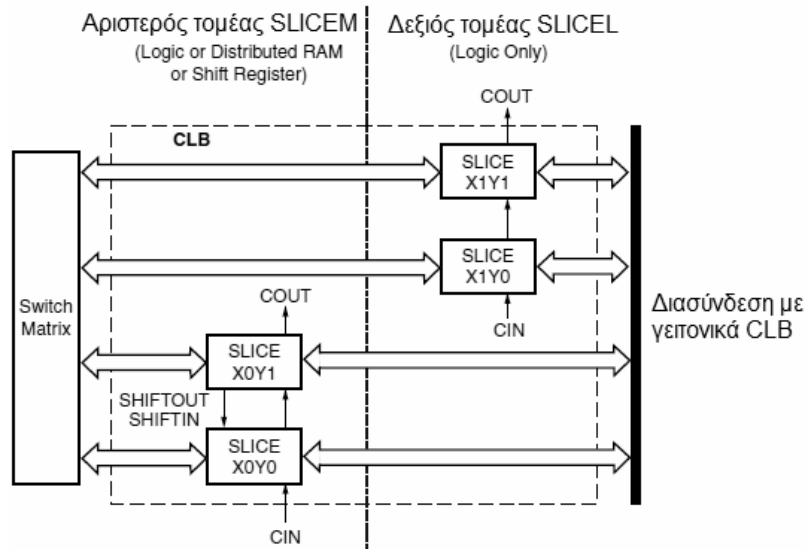 Αριστερός τομέας SLICEM
(Logic or Distributed RAM
or Shift Register)
Δεξιός τομέας SLICEL
(Logic Only)
COUT
CLB
SLICE
X1Y1
SLICE
X1Y0
COUT
CIN
Switch
Matrix
Διασύνδεση με
γειτονικά CLB
SLICE
X0Y1
SHIFTOUT
SHIFTIN
SLICE
X0Y0
CIN